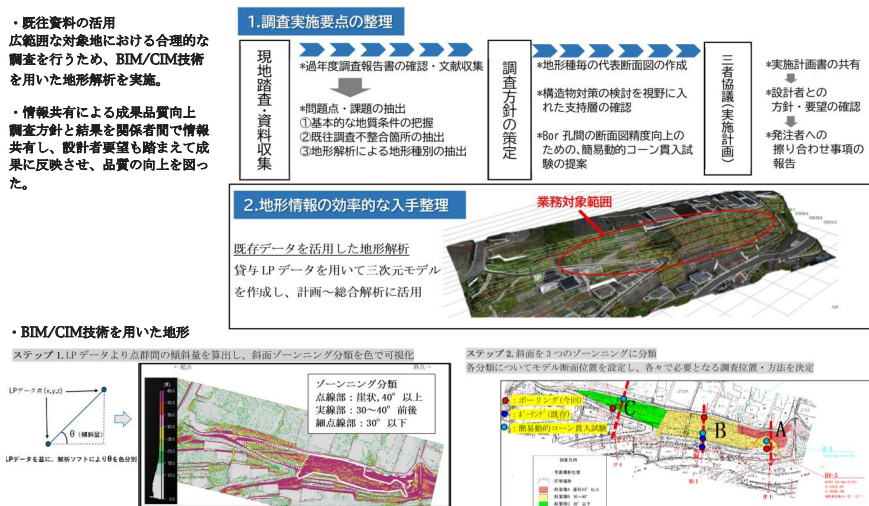 ・既往資料の活用
広範囲な対象地における合理的な
調査を行うため、BIM/CIM技術
を用いた地形解析を実施。
・情報共有による成果品質向上
調査方針と結果を関係者間で情報
共有し、設計者要望も踏まえて成
果に反映させ、品質の向上を図っ
た。
1.調査実施要点の整理
現地踏査・資料収集
*過年度調査報告書の確認・文献収集
*問題点・課題の抽出
①基本的な地質条件の把握
②既往調査不整合箇所の抽出
③地形解析による地形種別の抽出
調査方針の策定
*地形種毎の代表断面図の作成
*構造物対策の検討を視野に入
れた支持層の確認
*Bor 孔間の断面図精度向上の
ための、簡易動的コーン貫入試
験の提案
三者協議(実施計画)
*実施計画書の共有
*設計者との
方針・要望の確認
*発注者への
擦り合わせ事項の
報告
2.地形情報の効率的な入手整理
業務対象範囲
既存データを活用した地形解析
貸与 LP データを用いて三次元モデル
を作成し、計画～総合解析に活用
・BIM/CIM技術を用いた地形
ステップ 1. LP データより点群間の傾斜量を算出し、斜面ゾーンニング分類を色で可視化
←起点
終点→
LPデータ点(x,y,z)
θ（傾斜量）
LPデータを基に、解析ソフトによりθを色分別
ゾーンニング分類
点線部：崖状, 40° 以上
実線部：30～40° 前後
細点線部：30° 以下
ステップ 2. 斜面を 3 つのゾーンニングに分類
各分類についてモデル断面位置を設定し、各々で必要となる調査位置・方法を決定
：ボーリング(今回)
：ボーリング(既存)
：簡易動的コーン貫入試験
C
B
A